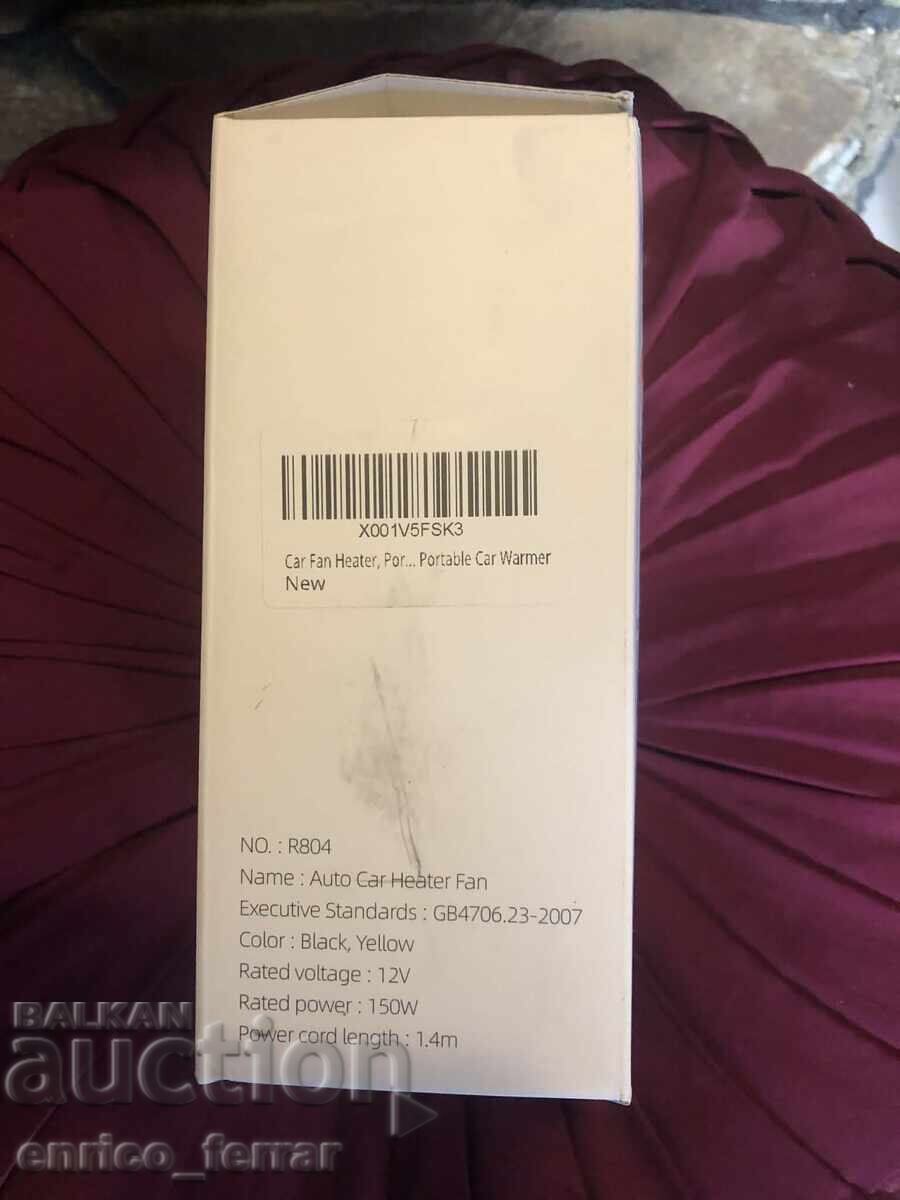 X001V5FSK3
Car Fan Heater, Por... Portable Car Warmer
New
NO. : R804
Name : Auto Car Heater Fan
Executive Standards : GB4706.23-2007
Color : Black, Yellow
Rated voltage : 12V
Rated power : 150W
Power cord length : 1.4m
BALKAN
auction
enrico_ferrar